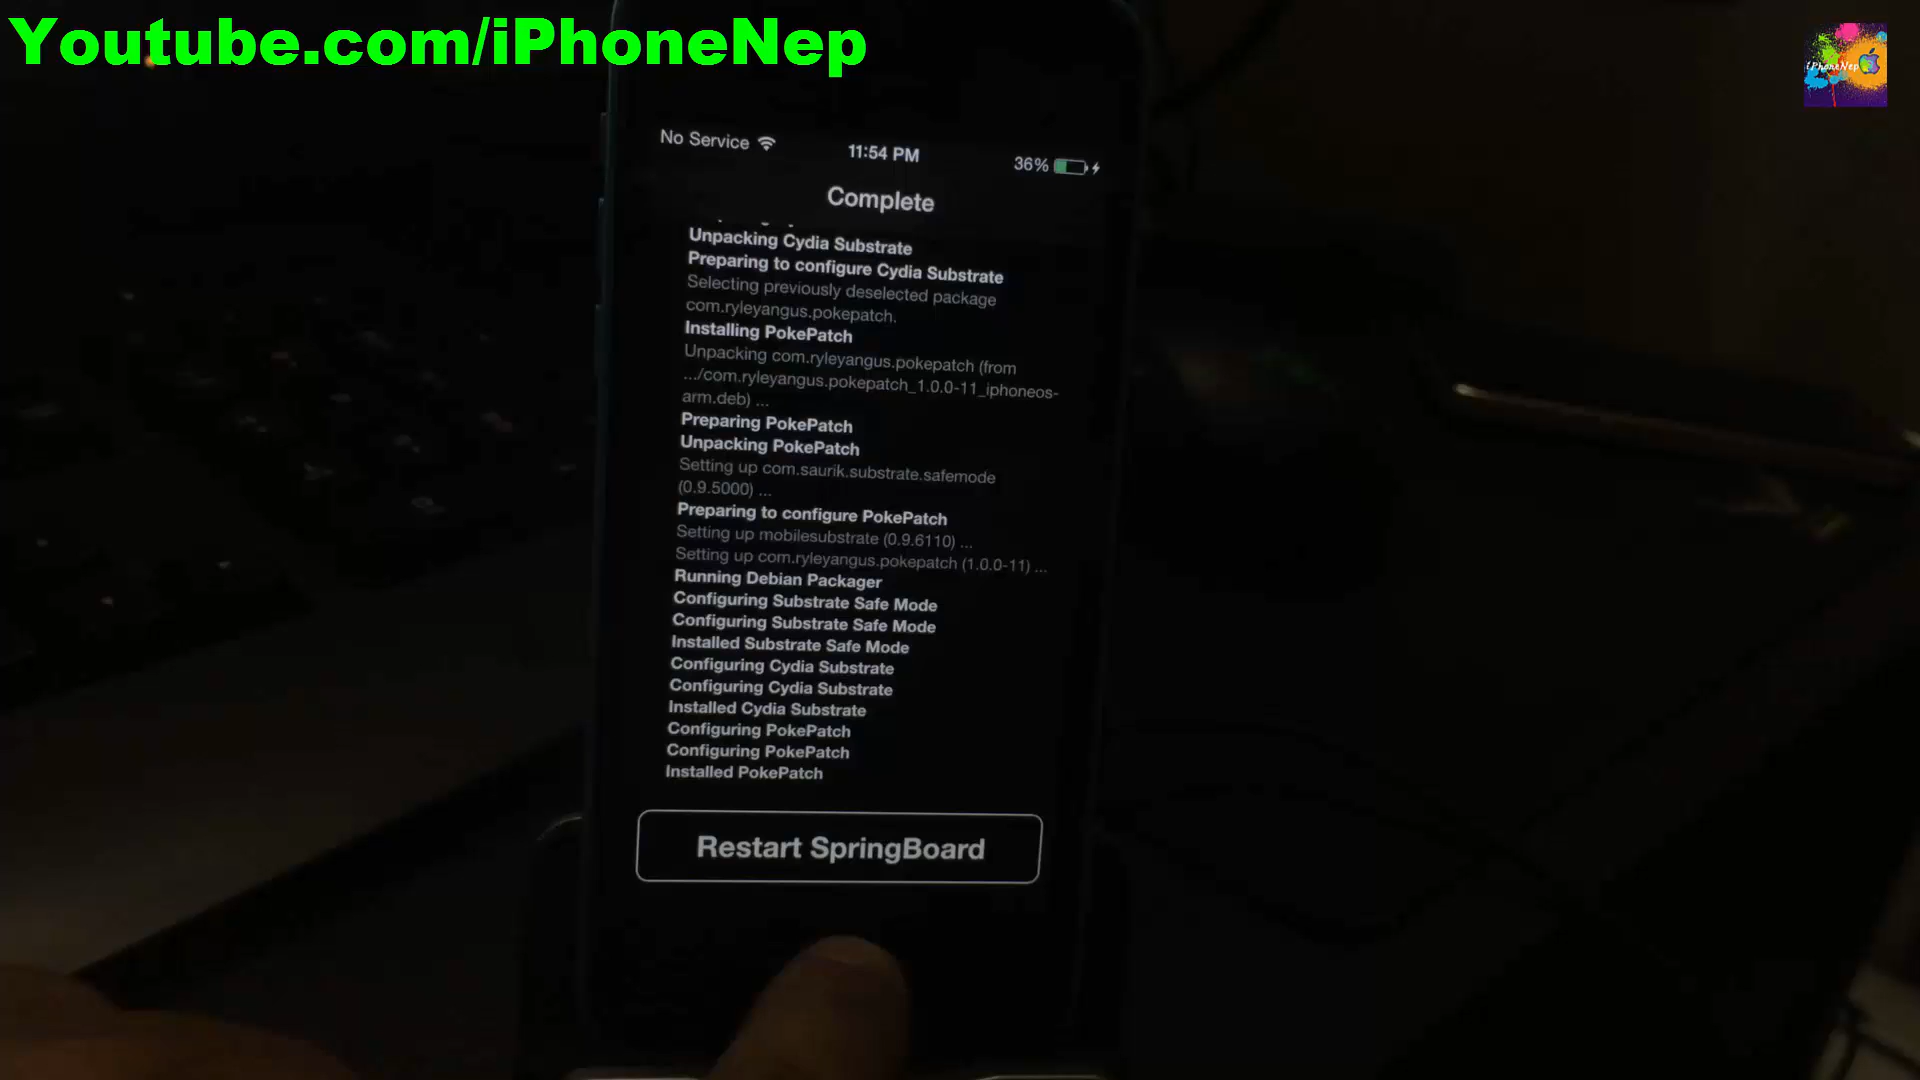 Youtube.com/iPhoneNep
iPhoneNep
No Service
11:54 PM
36%
Complete
Unpacking Cydia Substrate
Preparing to configure Cydia Substrate
Selecting previously deselected package
com.ryleyangus.pokepatch.
Installing PokePatch
Unpacking com.ryleyangus.pokepatch (from
.../com.ryleyangus.pokepatch_1.0.0-11_iphoneos-
arm.deb) ...
Preparing PokePatch
Unpacking PokePatch
Setting up com.saurik.substrate.safemode
(0.9.5000) ...
Preparing to configure PokePatch
Setting up mobilesubstrate (0.9.6110) ...
Setting up com.ryleyangus.pokepatch (1.0.0-11) ...
Running Debian Packager
Configuring Substrate Safe Mode
Configuring Substrate Safe Mode
Installed Substrate Safe Mode
Configuring Cydia Substrate
Configuring Cydia Substrate
Installed Cydia Substrate
Configuring PokePatch
Configuring PokePatch
Installed PokePatch
Restart SpringBoard